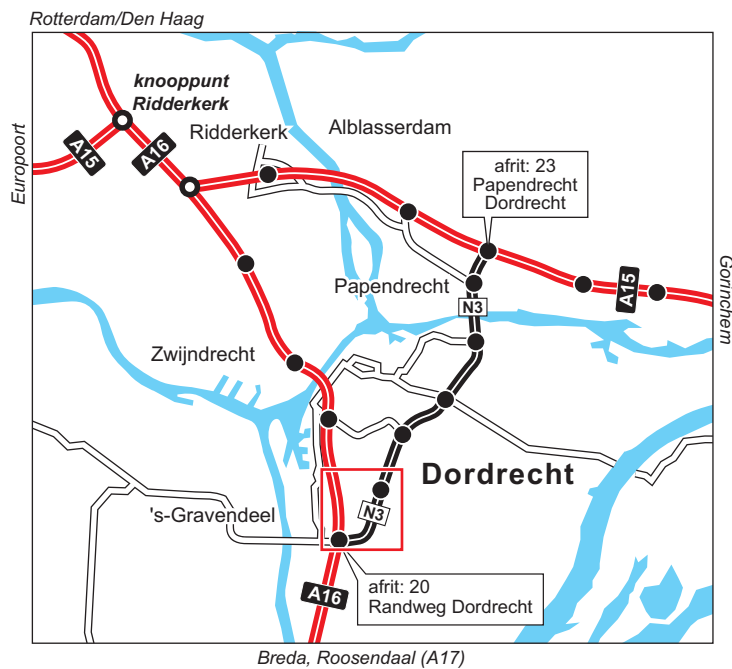 Rotterdam/Den Haag
knooppunt
Ridderkerk
A15
A16
Ridderkerk
Alblasserdam
afrit: 23
Papendrecht
Dordrecht
Europoort
Gorinchem
Papendrecht
N3
A15
Zwijndrecht
Dordrecht
's-Gravendeel
N3
A16
afrit: 20
Randweg Dordrecht
Breda, Roosendaal (A17)